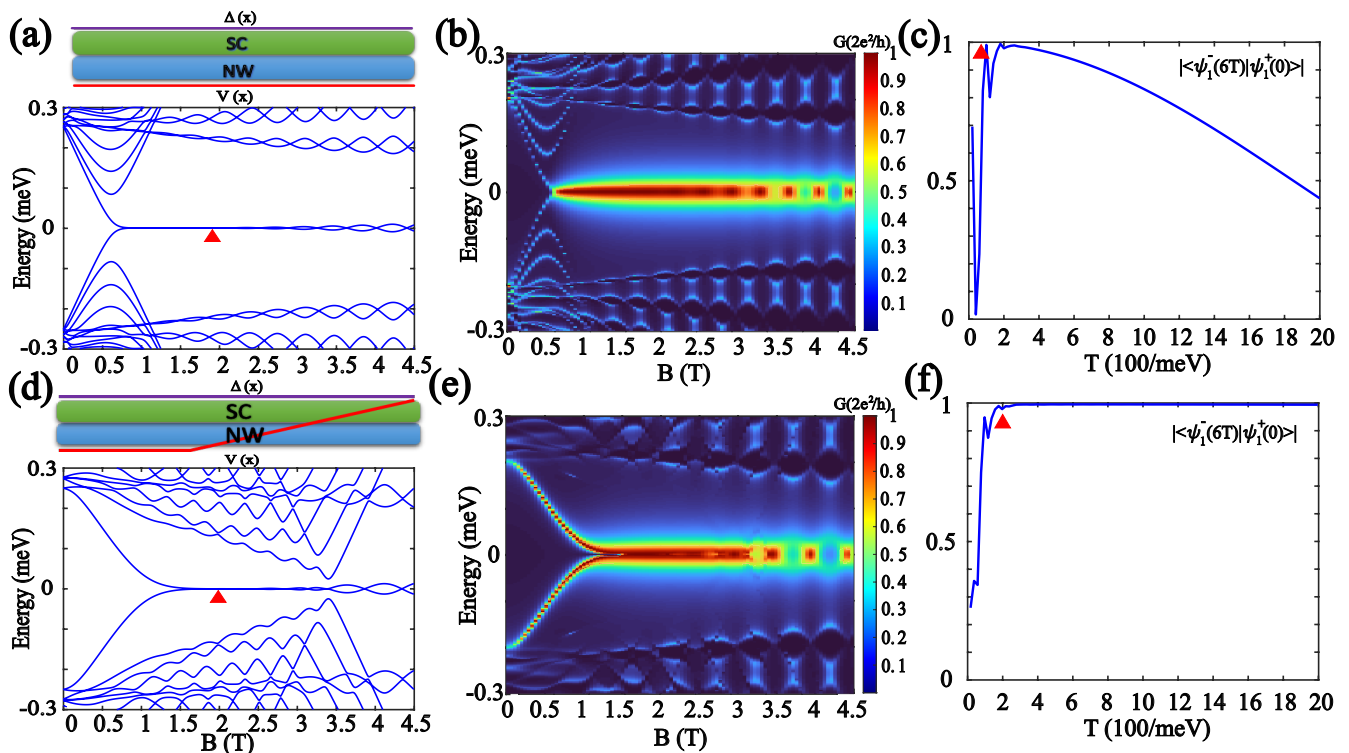 (a)
Δ (x)
SC
NW
V (x)
0.3
0
-0.3
Energy (meV)
0 0.5 1 1.5 2 2.5 3 3.5 4 4.5
B (T)
(b)
G(2e²/h)
0.3
0
-0.3
Energy (meV)
0 0.5 1 1.5 2 2.5 3 3.5 4 4.5
B (T)
1
0.9
0.8
0.7
0.6
0.5
0.4
0.3
0.2
0.1
(c)
1
0.5
0
|<ψ₁⁻(6T)|ψ₁⁺(0)>|
0 2 4 6 8 10 12 14 16 18 20
T (100/meV)
(d)
Δ (x)
SC
NW
V (x)
0.3
0
-0.3
Energy (meV)
0 0.5 1 1.5 2 2.5 3 3.5 4 4.5
B (T)
(e)
G(2e²/h)
0.3
0
-0.3
Energy (meV)
0 0.5 1 1.5 2 2.5 3 3.5 4 4.5
B (T)
1
0.9
0.8
0.7
0.6
0.5
0.4
0.3
0.2
0.1
(f)
1
0.5
0
|<ψ₁⁻(6T)|ψ₁⁺(0)>|
0 2 4 6 8 10 12 14 16 18 20
T (100/meV)